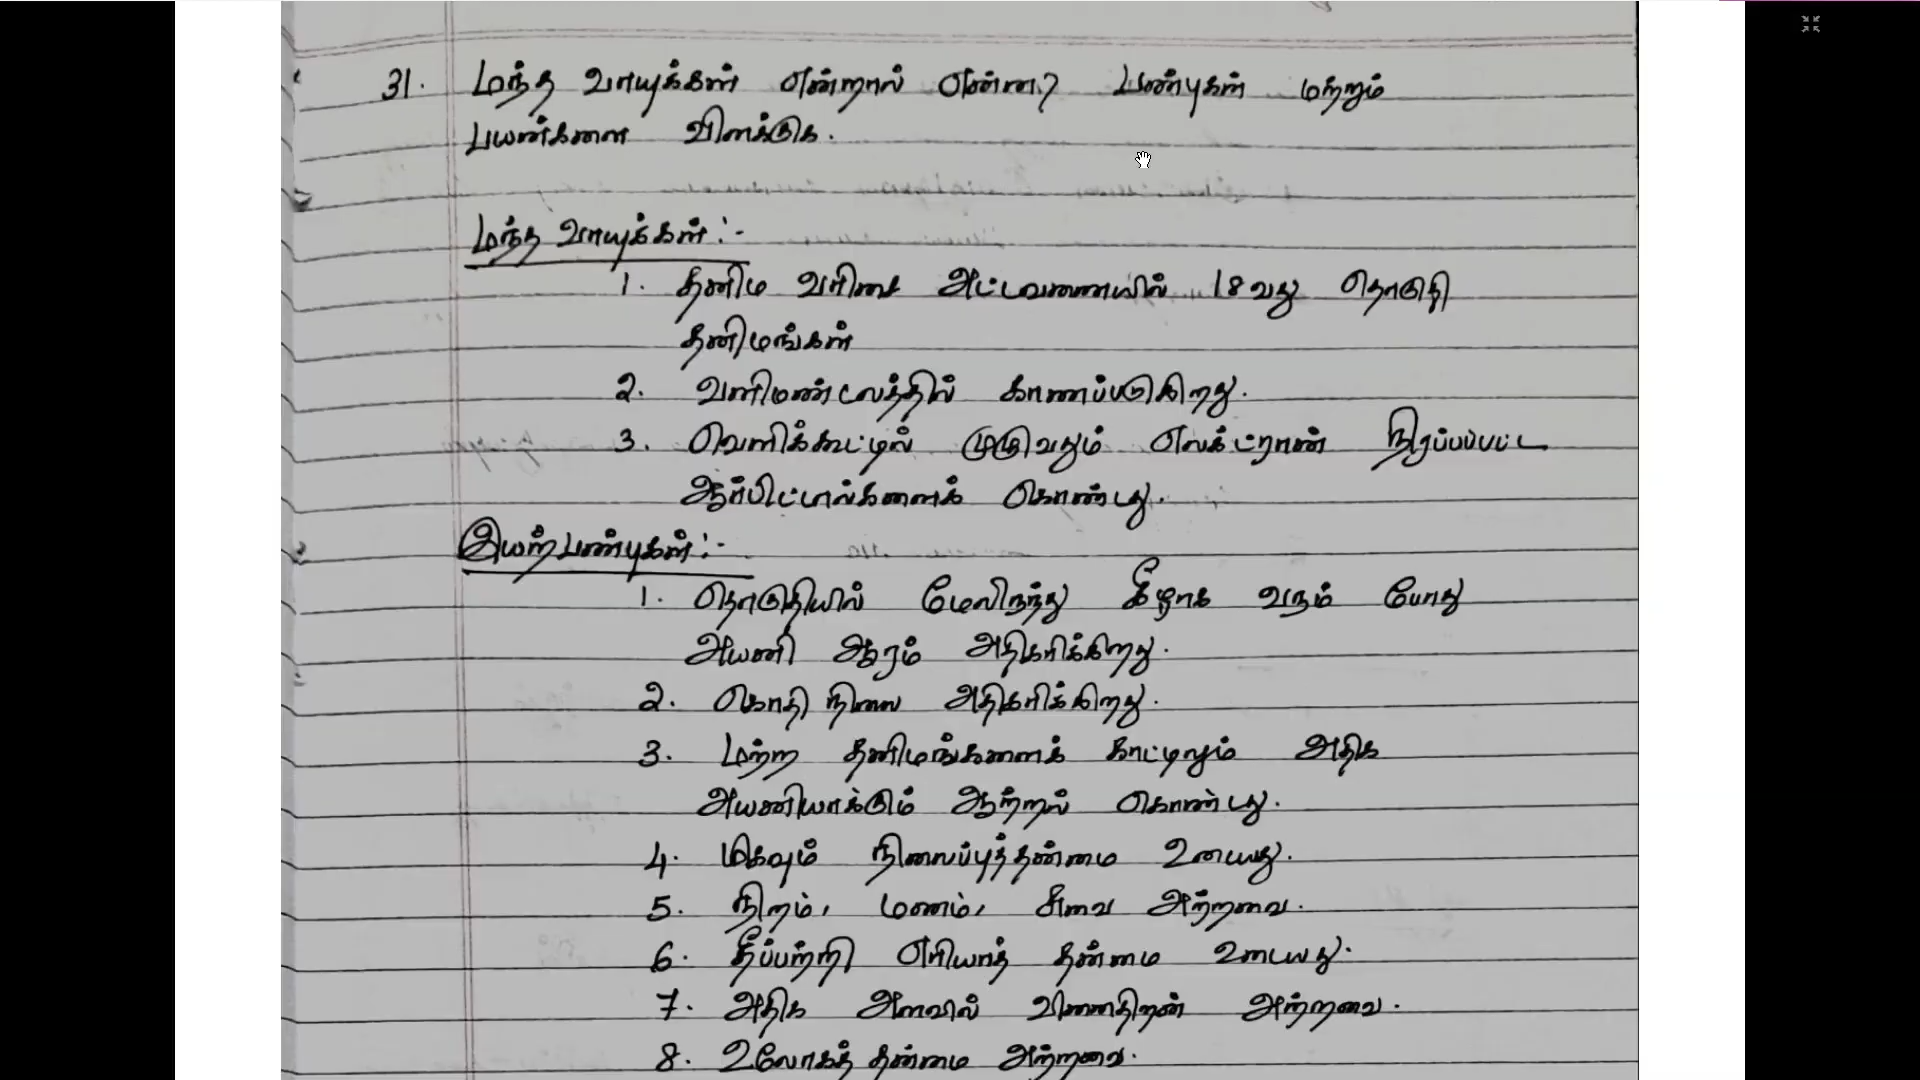 31. மந்த வாயுக்கள் என்றால் என்ன? பண்புகள் மற்றும்
பயன்களை விளக்குக.
மந்த வாயுக்கள் :-
1. தனிம வரிசை அட்டவணையில் 18வது தொகுதி
தனிமங்கள்
2. வளிமண்டலத்தில் காணப்படுகிறது.
3. வெளிக்கூட்டில் முழுவதும் எலக்ட்ரான் நிரப்பப்பட்ட
ஆர்பிட்டால்களைக் கொண்டது.
இயற்பண்புகள் :-
1. தொகுதியில் மேலிருந்து கீழாக வரும் போது
அயனி ஆரம் அதிகரிக்கிறது.
2. கொதி நிலை அதிகரிக்கிறது.
3. மற்ற தனிமங்களைக் காட்டிலும் அதிக
அயனியாக்கும் ஆற்றல் கொண்டது.
4. மிகவும் நிலைப்புத்தன்மை உடையது.
5. நிறம், மணம், சுவை அற்றவை.
6. தீப்பற்றி எரியாத் தன்மை உடையது.
7. அதிக அளவில் வினைதிறன் அற்றவை.
8. உலோகத் தன்மை அற்றவை.